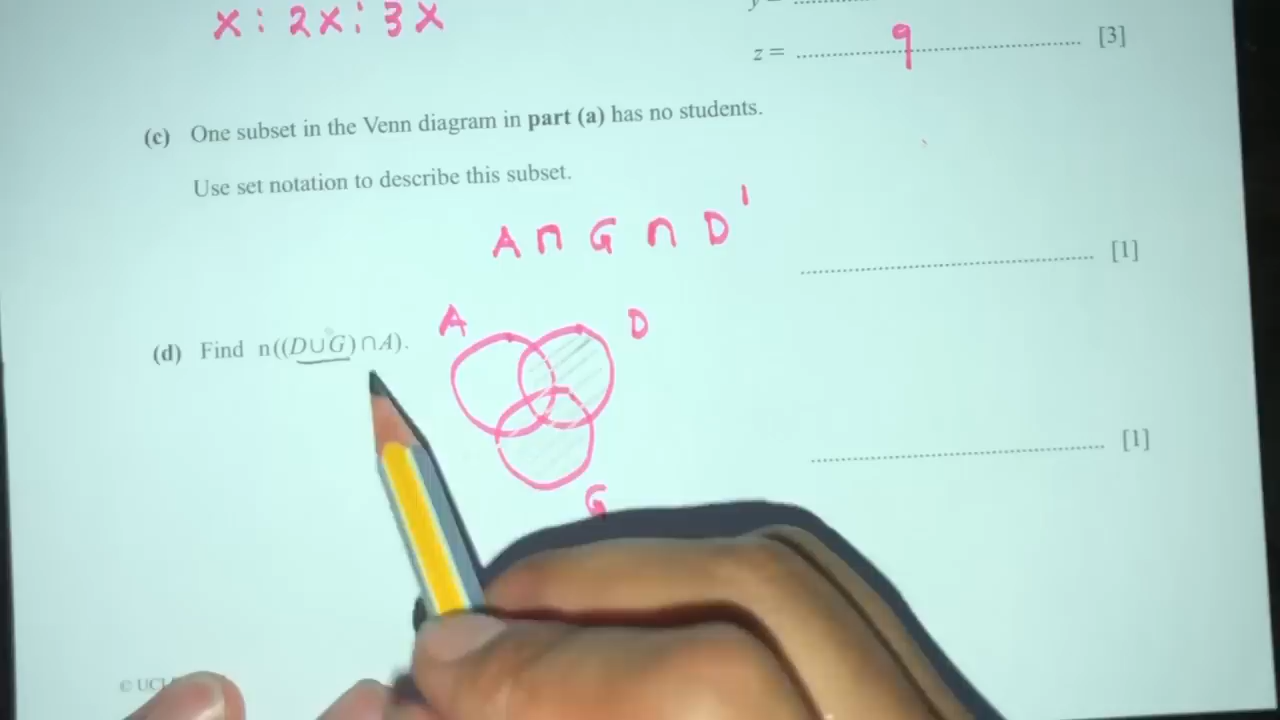 x : 2x : 3x
y = ..........
z = .......... 9 .......... [3]
(c) One subset in the Venn diagram in part (a) has no students.
Use set notation to describe this subset.
A ∩ G ∩ D'
.......... [1]
(d) Find n((D∪G)∩A).
A
D
.......... [1]
G
© UCL